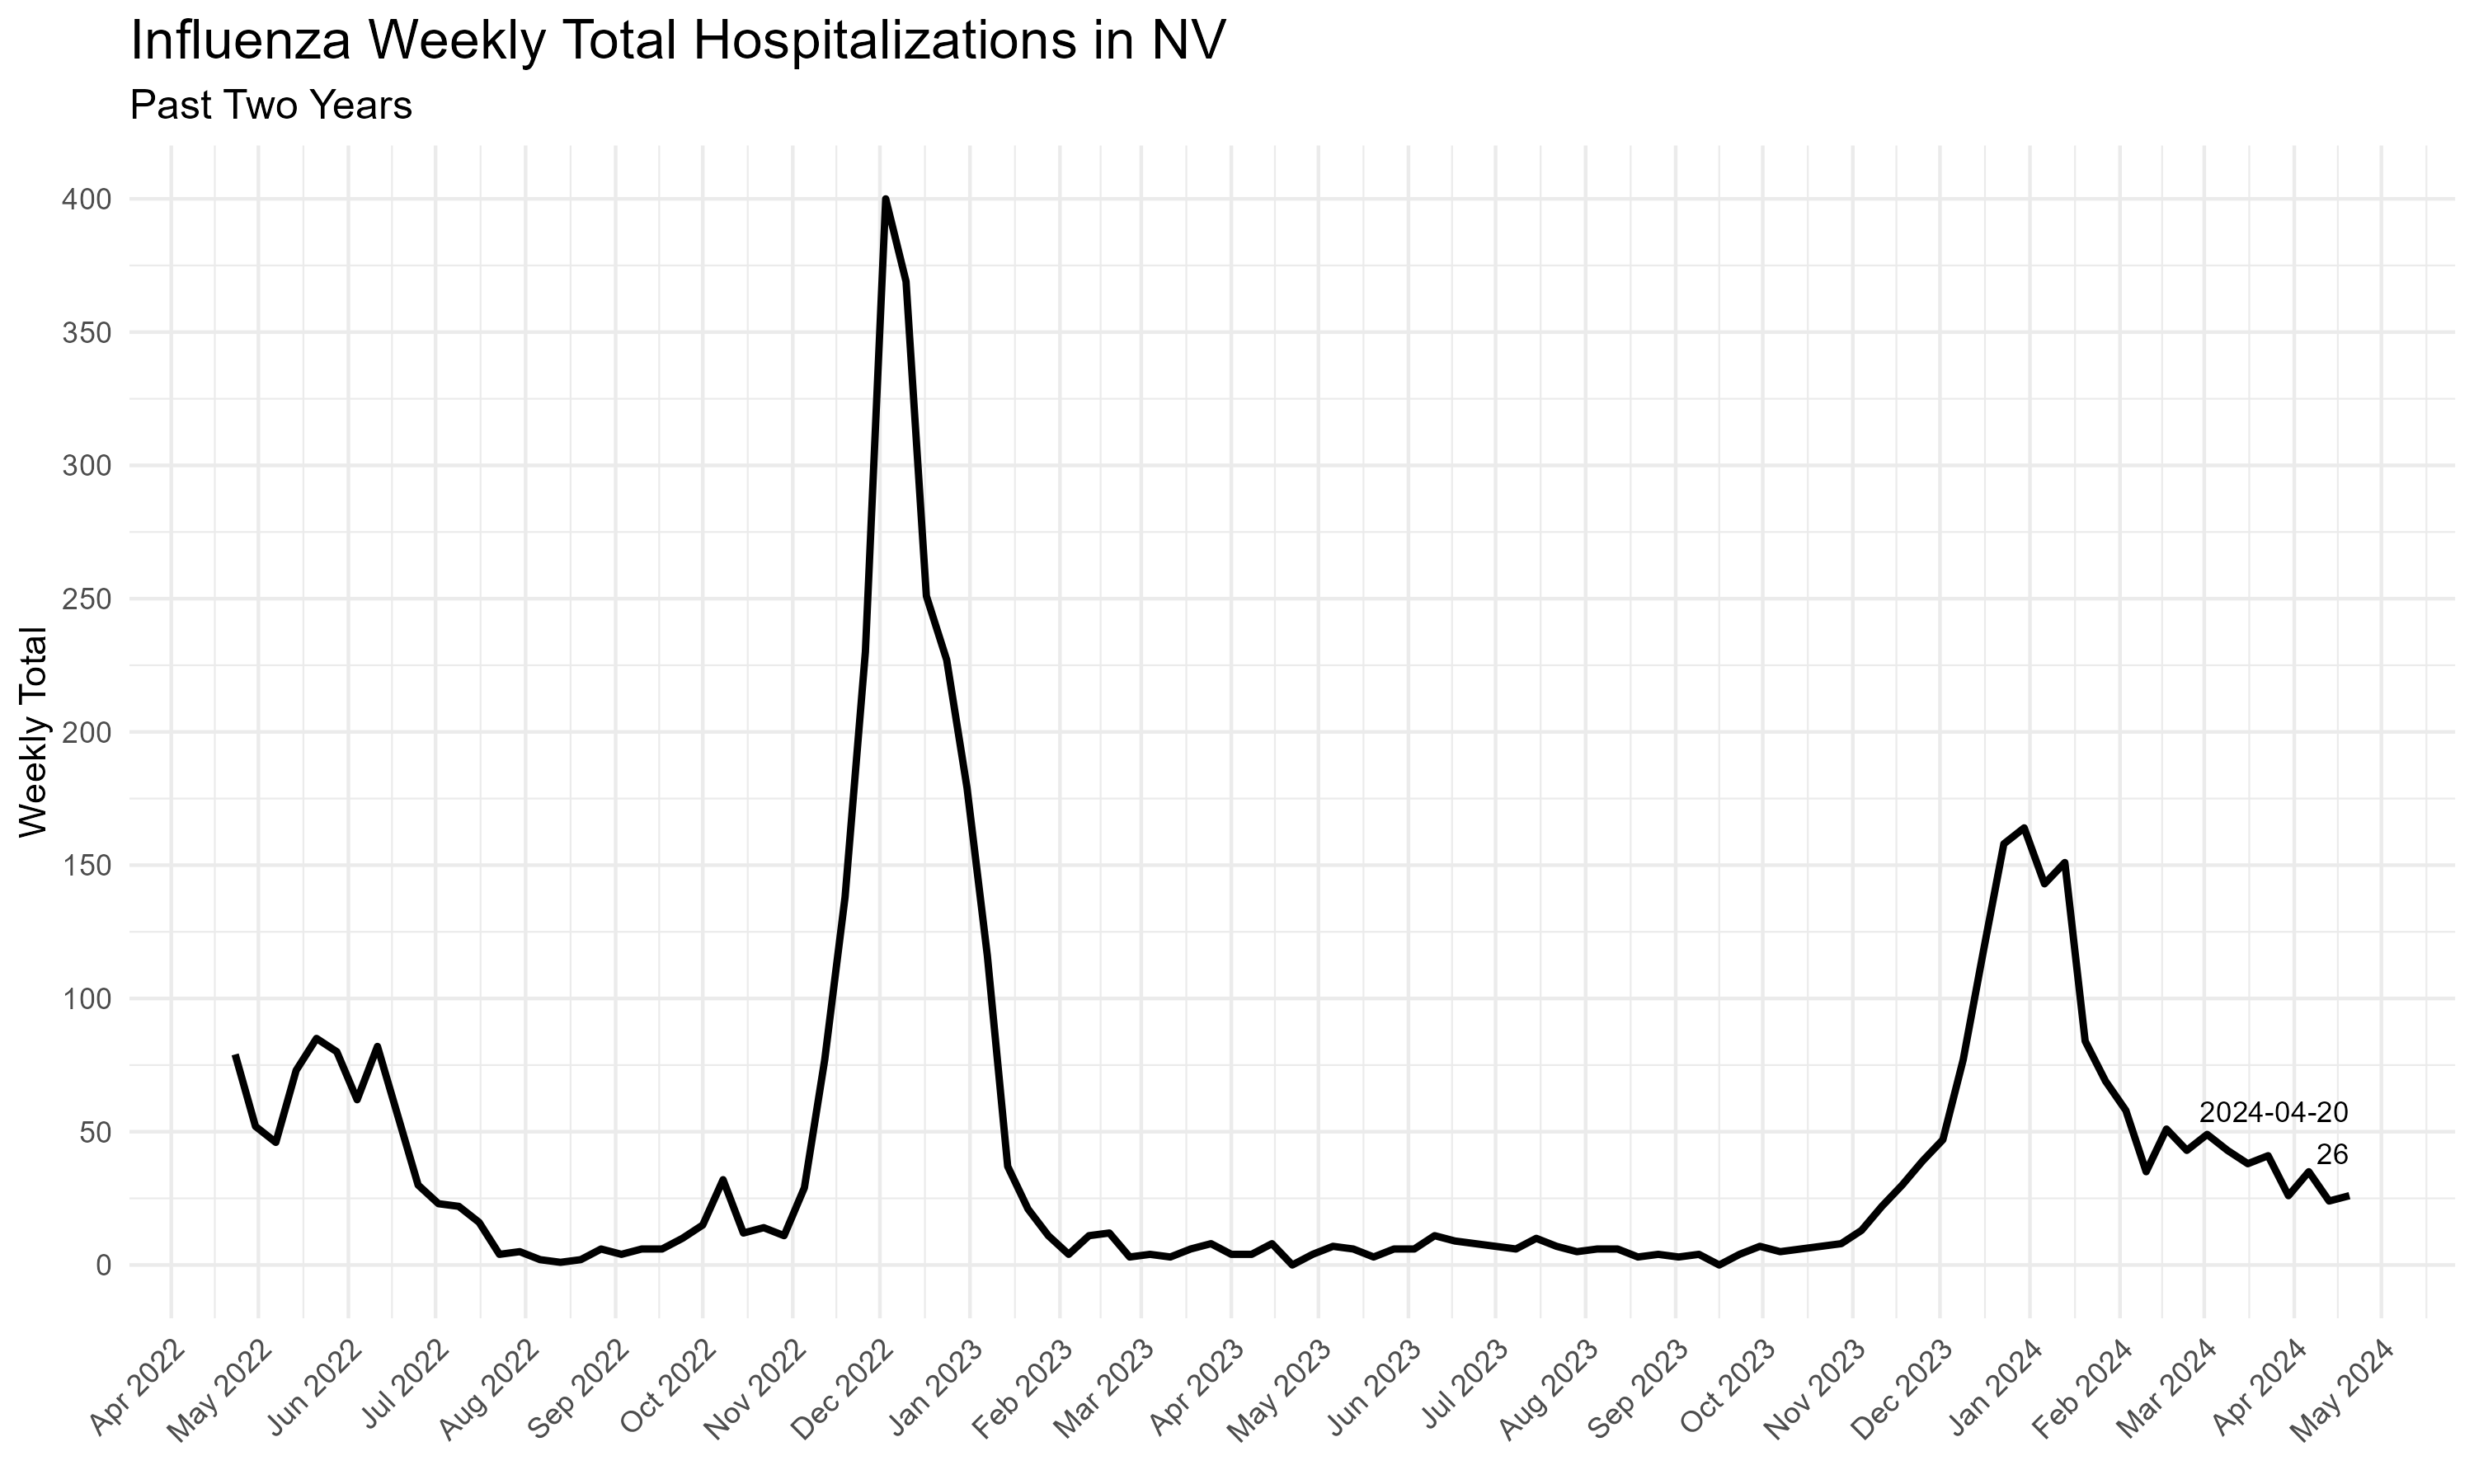 Influenza Weekly Total Hospitalizations in NV
Past Two Years
Weekly Total
400
350
300
250
200
150
100
50
0
2024-04-20
26
Apr 2022
May 2022
Jun 2022
Jul 2022
Aug 2022
Sep 2022
Oct 2022
Nov 2022
Dec 2022
Jan 2023
Feb 2023
Mar 2023
Apr 2023
May 2023
Jun 2023
Jul 2023
Aug 2023
Sep 2023
Oct 2023
Nov 2023
Dec 2023
Jan 2024
Feb 2024
Mar 2024
Apr 2024
May 2024